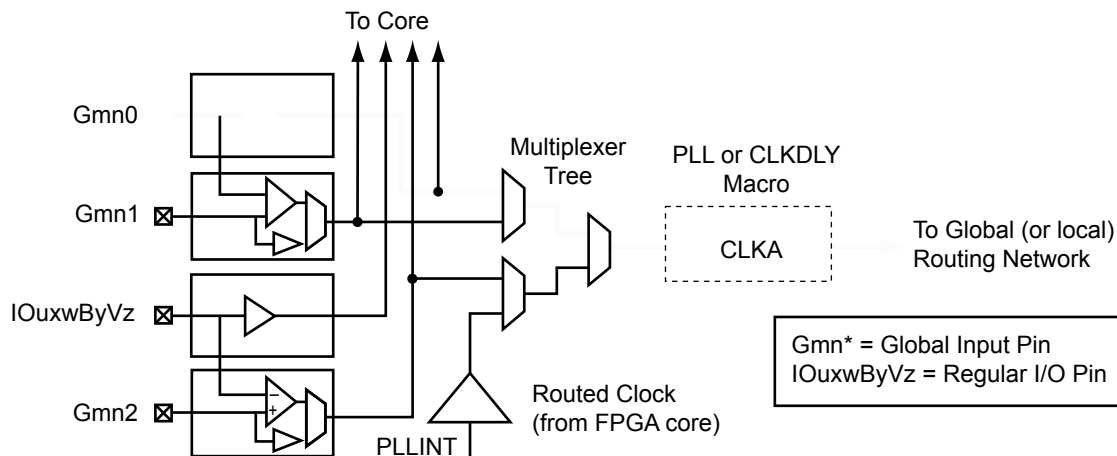 To Core
Gmn0
Gmn1
IOuxwByVz
Gmn2
Multiplexer
Tree
PLL or CLKDLY
Macro
CLKA
To Global (or local)
Routing Network
− 
+
PLLINT
Routed Clock
(from FPGA core)
Gmn* = Global Input Pin
IOuxwByVz = Regular I/O Pin